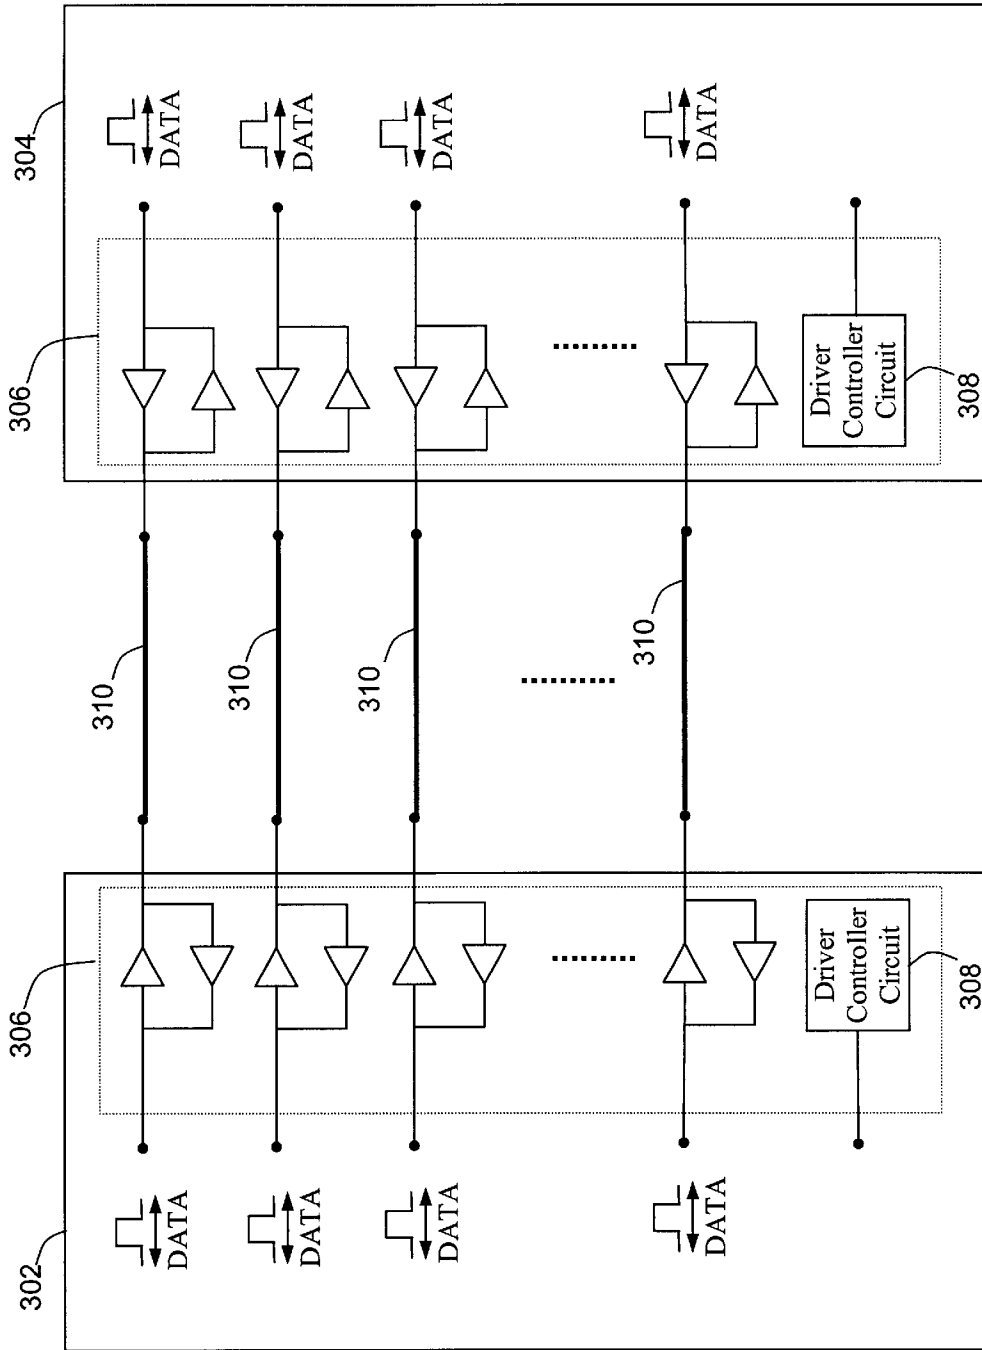 302
304
306
306
310
310
310
310
DATA
DATA
DATA
DATA
DATA
DATA
DATA
DATA
Driver
Controller
Circuit
308
Driver
Controller
Circuit
308